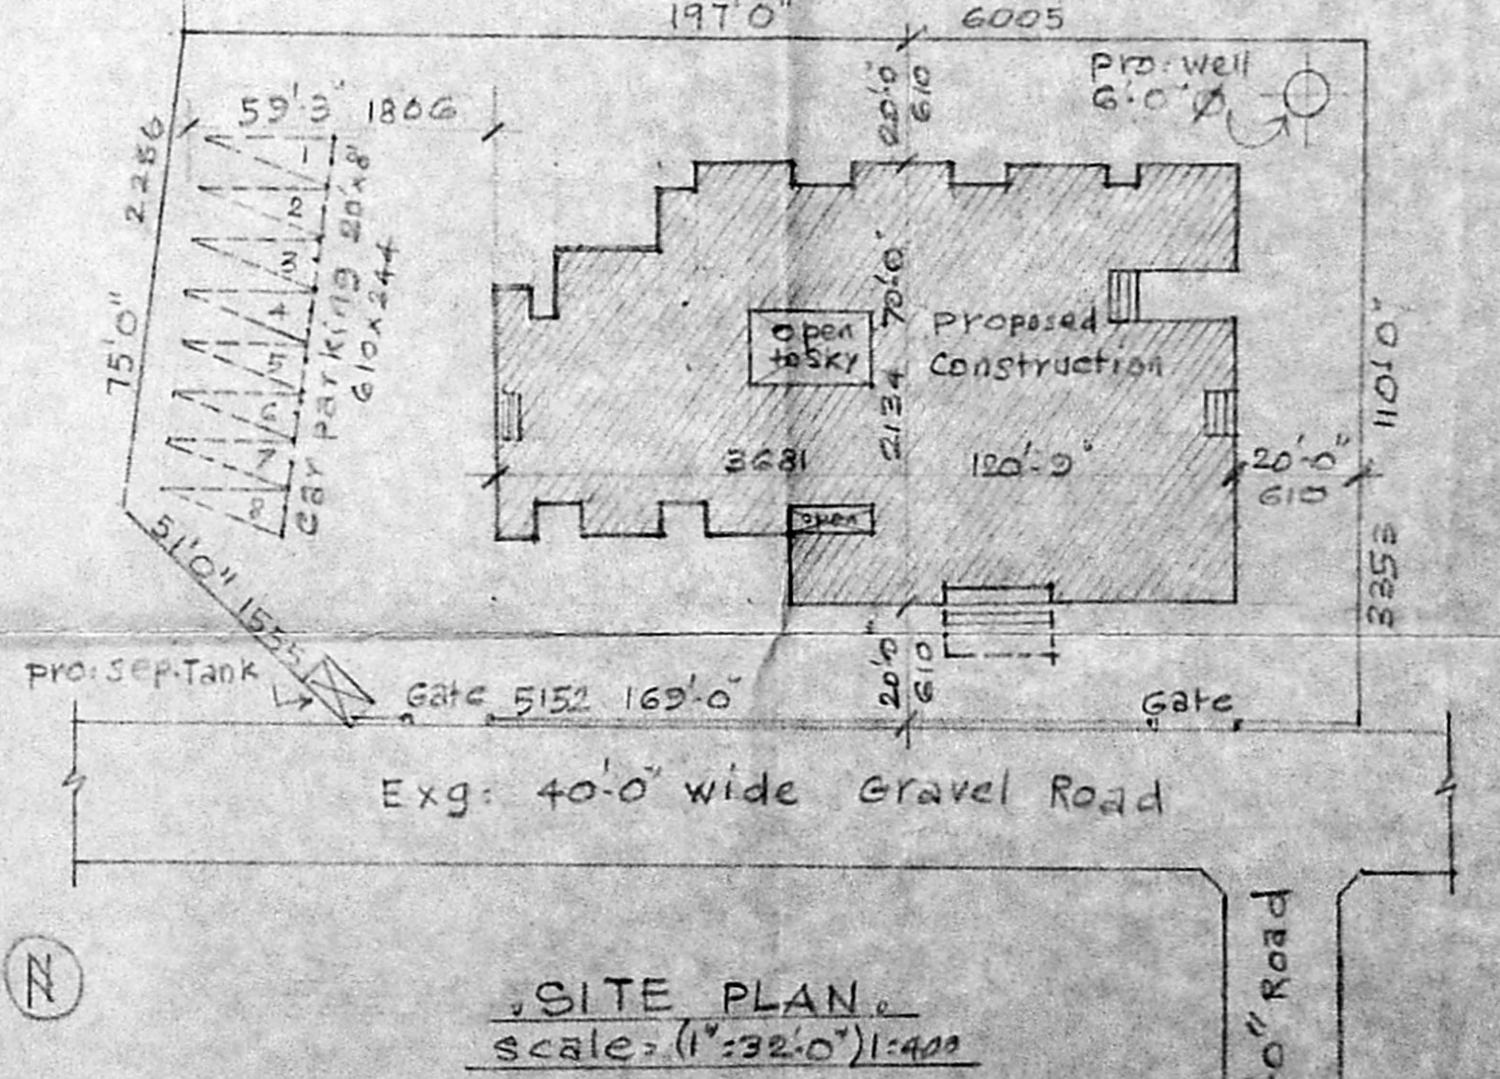 197'0" 6005
pro: well
6'-0" Ø
20'-0"
610
59'-3" 1806
2286
75'0"
1
2
3
4
5
6
7
8
car parking 20'x8'
610x244
open
to sky
70'-0"
2134
proposed
construction
110'0"
3353
3681 120'-9"
20'-0"
610
open
51'0" 1555
pro: sep. Tank
Gate 5152 169'-0"
20'-0"
610
Gate
Exg: 40'-0" wide Gravel Road
0" Road
N
SITE PLAN
scale = (1" = 32'-0") 1:400